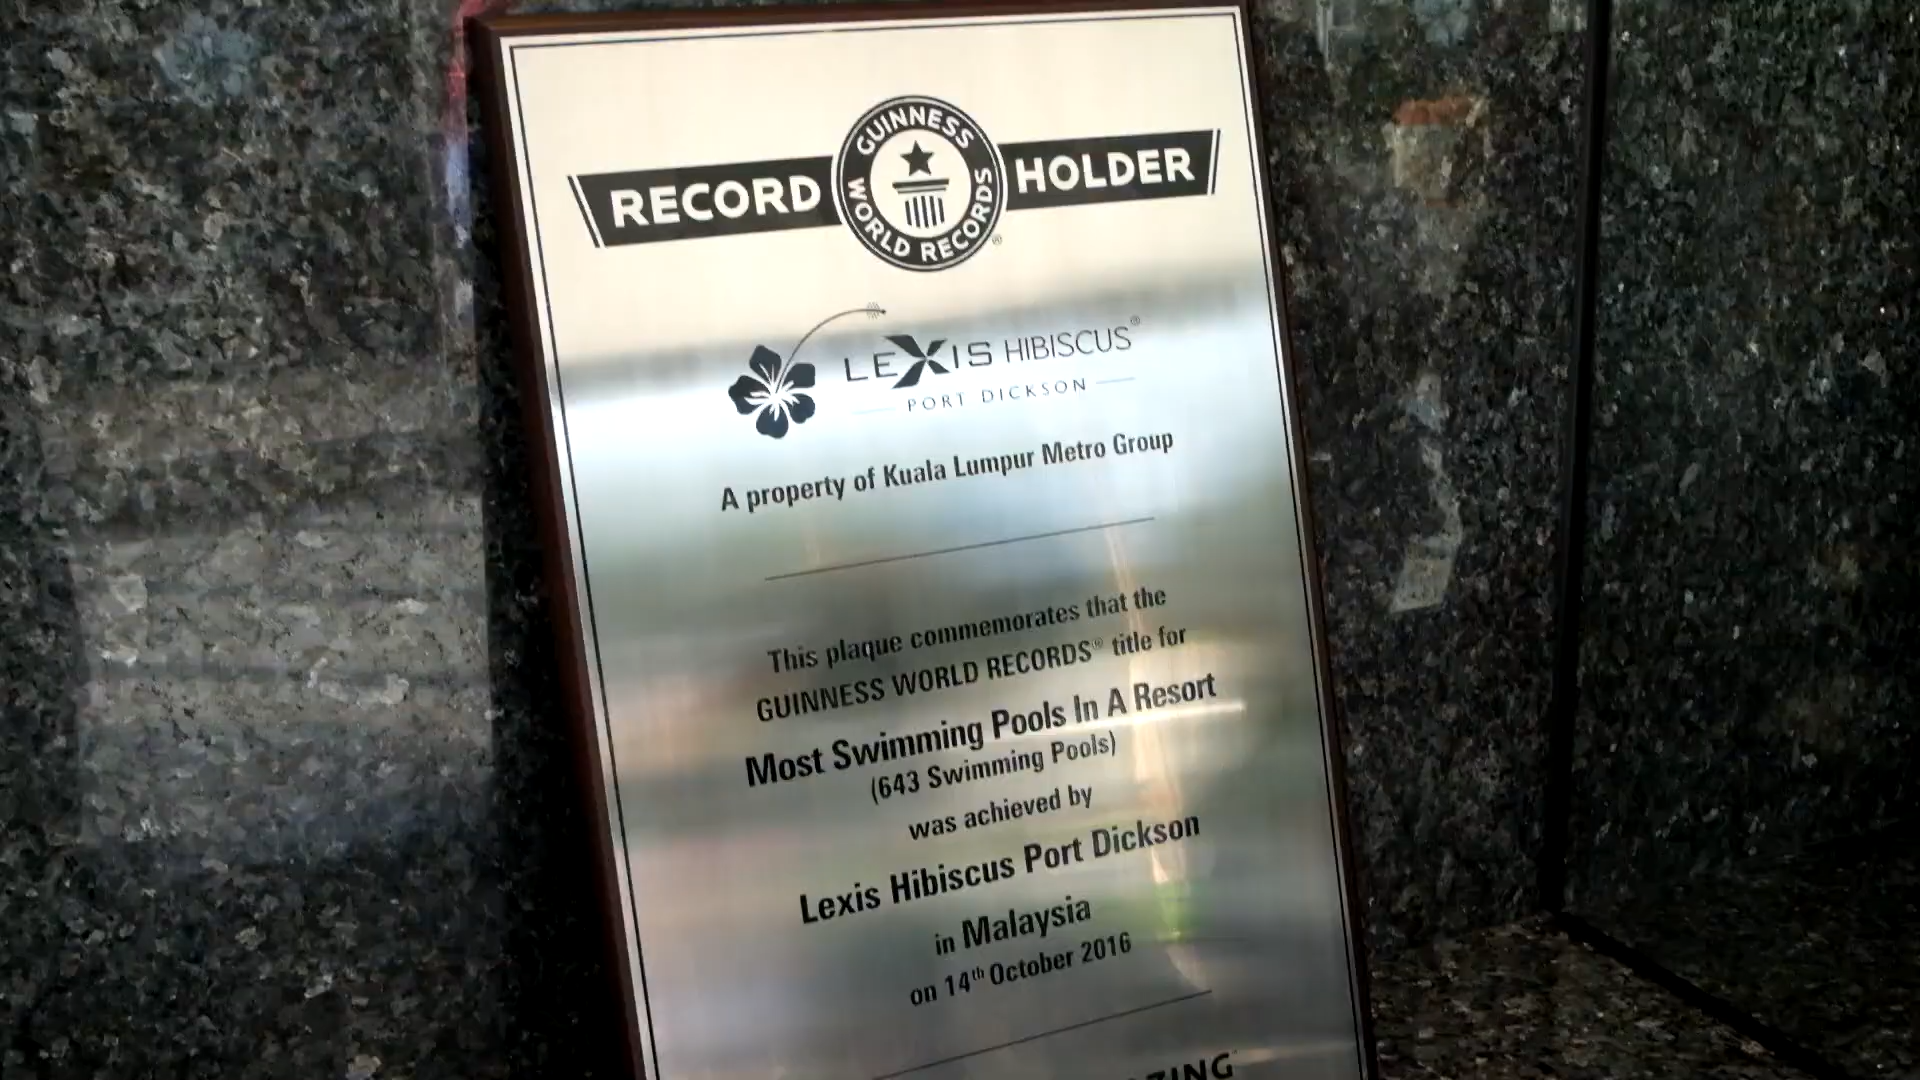 RECORD GUINNESS WORLD RECORDS® HOLDER
LEXIS HIBISCUS®
PORT DICKSON
A property of Kuala Lumpur Metro Group
This plaque commemorates that the
GUINNESS WORLD RECORDS® title for
Most Swimming Pools In A Resort
(643 Swimming Pools)
was achieved by
Lexis Hibiscus Port Dickson
in Malaysia
on 14th October 2016